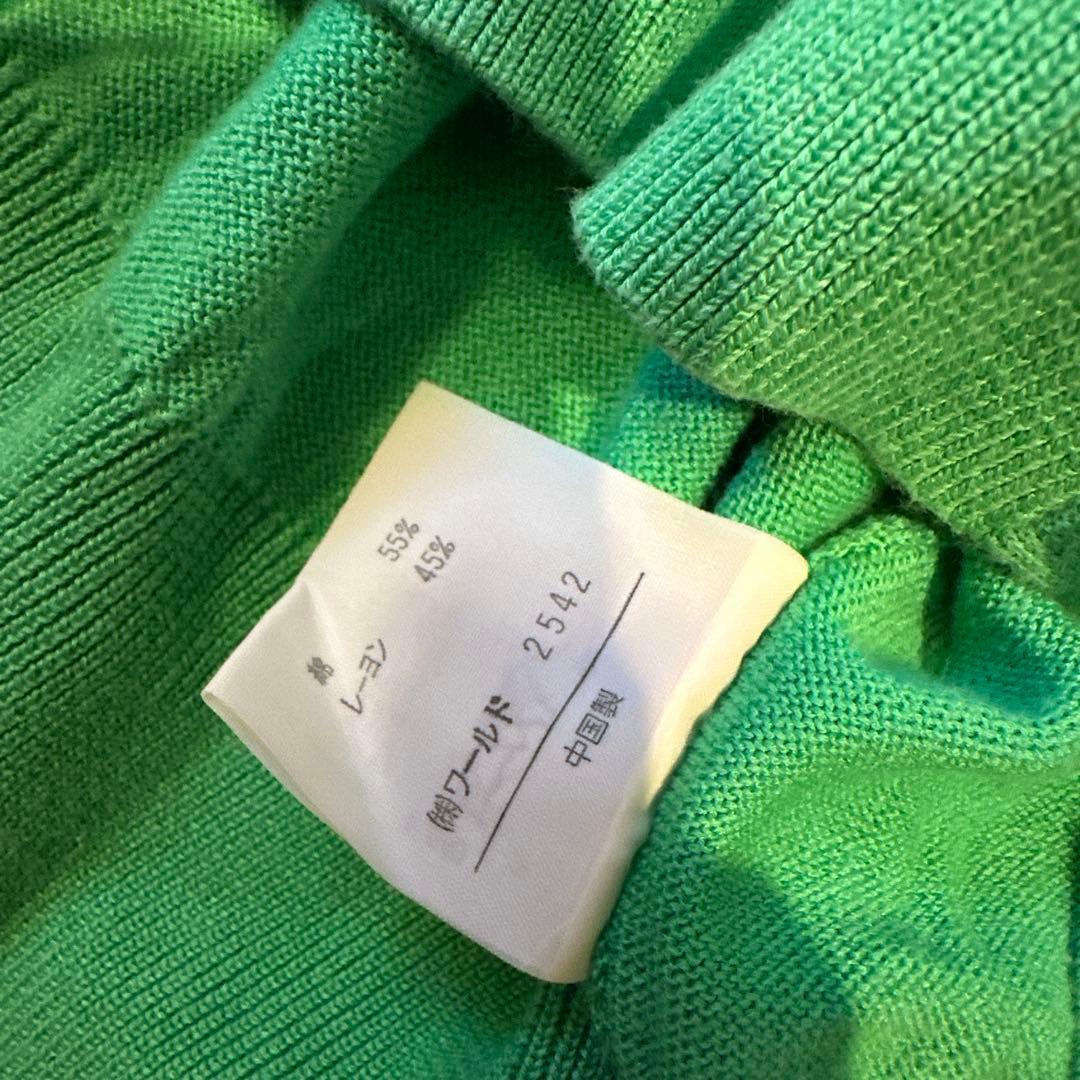 綿 55%
レーヨン 45%
㈱ワールド 2542
中国製